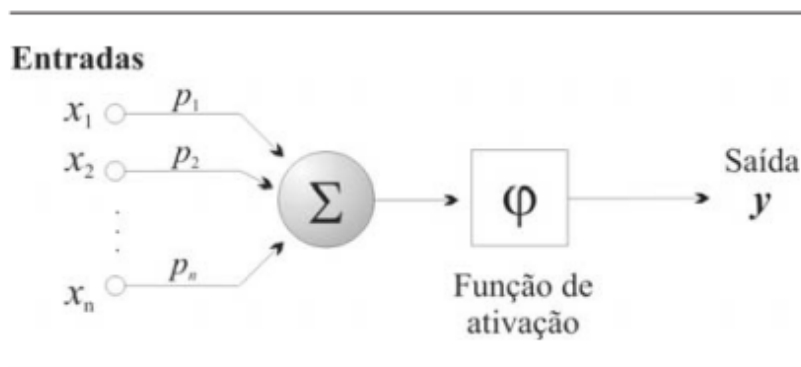 Entradas
x₁ p₁
x₂ p₂
xₙ pₙ
Σ
φ
Função de
ativação
Saída
y